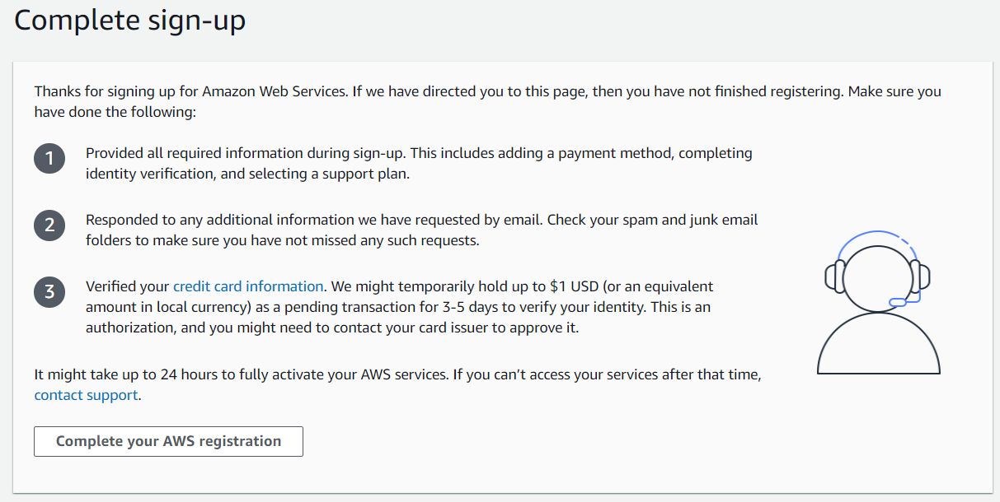 Complete sign-up
Thanks for signing up for Amazon Web Services. If we have directed you to this page, then you have not finished registering. Make sure you
have done the following:
1
Provided all required information during sign-up. This includes adding a payment method, completing
identity verification, and selecting a support plan.
2
Responded to any additional information we have requested by email. Check your spam and junk email
folders to make sure you have not missed any such requests.
3
Verified your credit card information. We might temporarily hold up to $1 USD (or an equivalent
amount in local currency) as a pending transaction for 3-5 days to verify your identity. This is an
authorization, and you might need to contact your card issuer to approve it.
It might take up to 24 hours to fully activate your AWS services. If you can’t access your services after that time,
contact support.
Complete your AWS registration